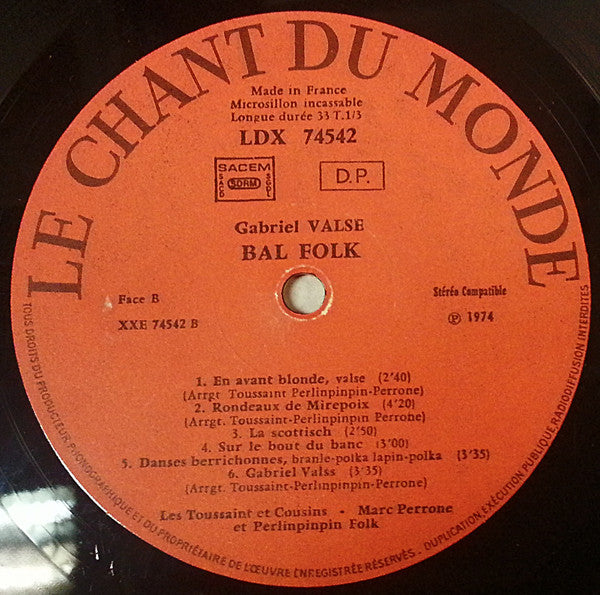 LE CHANT DU MONDE
Made in France
Microsillon incassable
Longue durée 33 T.1/3
LDX 74542
SACEM
SACD SDRM SGDL
D.P.
Gabriel VALSE
BAL FOLK
Face B
XXE 74542 B
Stéréo Compatible
℗ 1974
1. En avant blonde, valse (2'40)
(Arrgt. Toussaint Perlinpinpin-Perrone)
2. Rondeaux de Mirepoix (4'20)
(Arrgt. Toussaint-Perlinpinpin Perrone)
3. La scottisch (2'50)
4. Sur le bout du banc (3'00)
5. Danses berrichonnes, branle-polka lapin-polka (3'35)
6. Gabriel Valss (3'35)
(Arrgt. Toussaint-Perlinpinpin-Perrone)
Les Toussaint et Cousins - Marc Perrone
et Perlinpinpin Folk
TOUS DROITS DU PRODUCTEUR PHONOGRAPHIQUE ET DU PROPRIÉTAIRE DE L'ŒUVRE ENREGISTRÉE RÉSERVÉS - DUPLICATION, EXÉCUTION PUBLIQUE RADIODIFFUSION INTERDITES